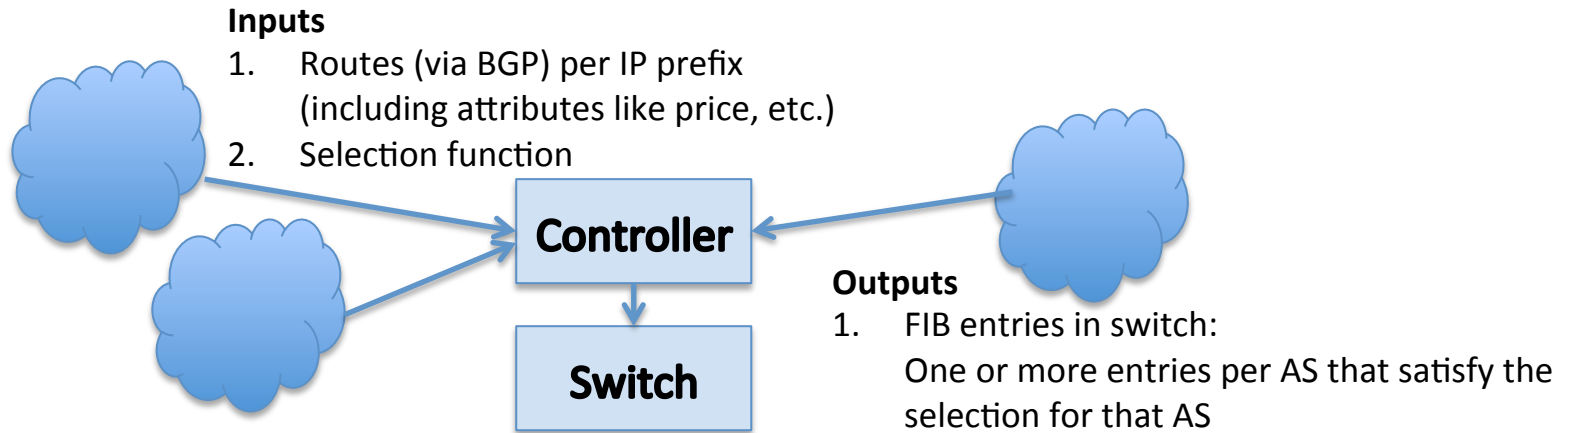 Inputs
1. Routes (via BGP) per IP prefix
(including attributes like price, etc.)
2. Selection function
Controller
Switch
Outputs
1. FIB entries in switch:
One or more entries per AS that satisfy the
selection for that AS